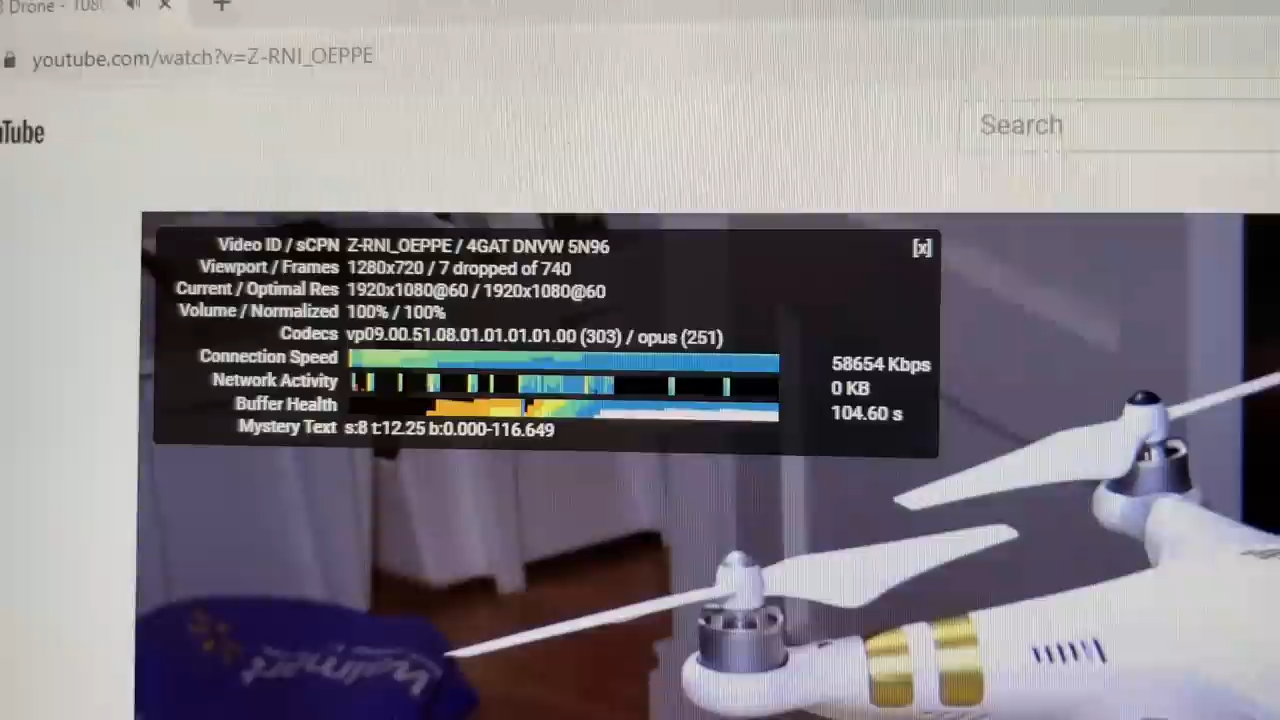 Drone - 108
youtube.com/watch?v=Z-RNI_OEPPE
Tube
Search
Video ID / sCPN Z-RNI_OEPPE / 4GAT DNVW 5N96 [x]
Viewport / Frames 1280x720 / 7 dropped of 740
Current / Optimal Res 1920x1080@60 / 1920x1080@60
Volume / Normalized 100% / 100%
Codecs vp09.00.51.08.01.01.01.01.00 (303) / opus (251)
Connection Speed 58654 Kbps
Network Activity 0 KB
Buffer Health 104.60 s
Mystery Text s:8 t:12.25 b:0.000-116.649
Walmart